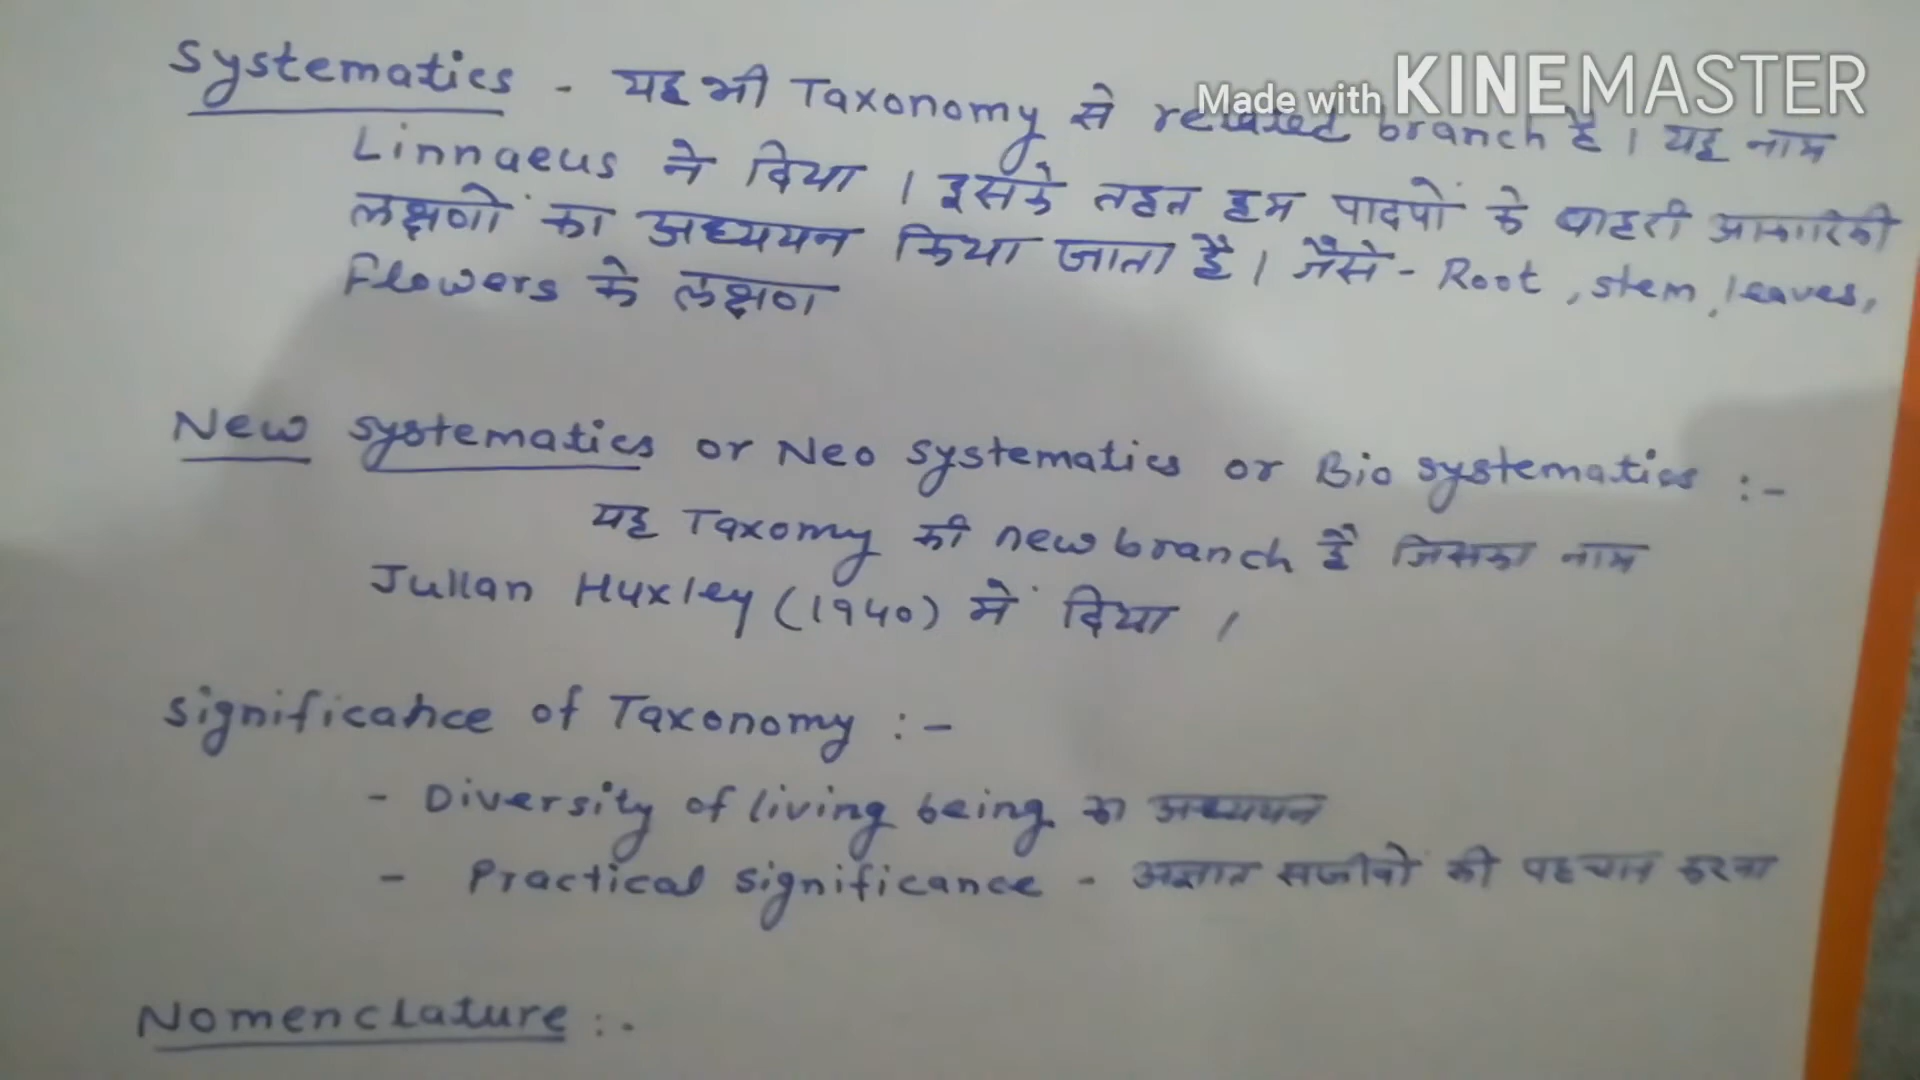 Made with KINEMASTER
Systematics - यह भी Taxonomy से related branch है। यह नाम
Linnaeus ने दिया । इसके तहत हम पादपों के बाहरी आकारिकी
लक्षणों का अध्ययन किया जाता है। जैसे - Root, stem, leaves,
Flowers के लक्षण
New systematics or Neo systematics or Bio systematics :-
यह Taxomy की new branch है जिसका नाम
Jullan Huxley (1940) में दिया ।
Significance of Taxonomy :-
- Diversity of living being का अध्ययन
- Practical significance - अज्ञात सजीवों की पहचान करना
Nomenclature :-